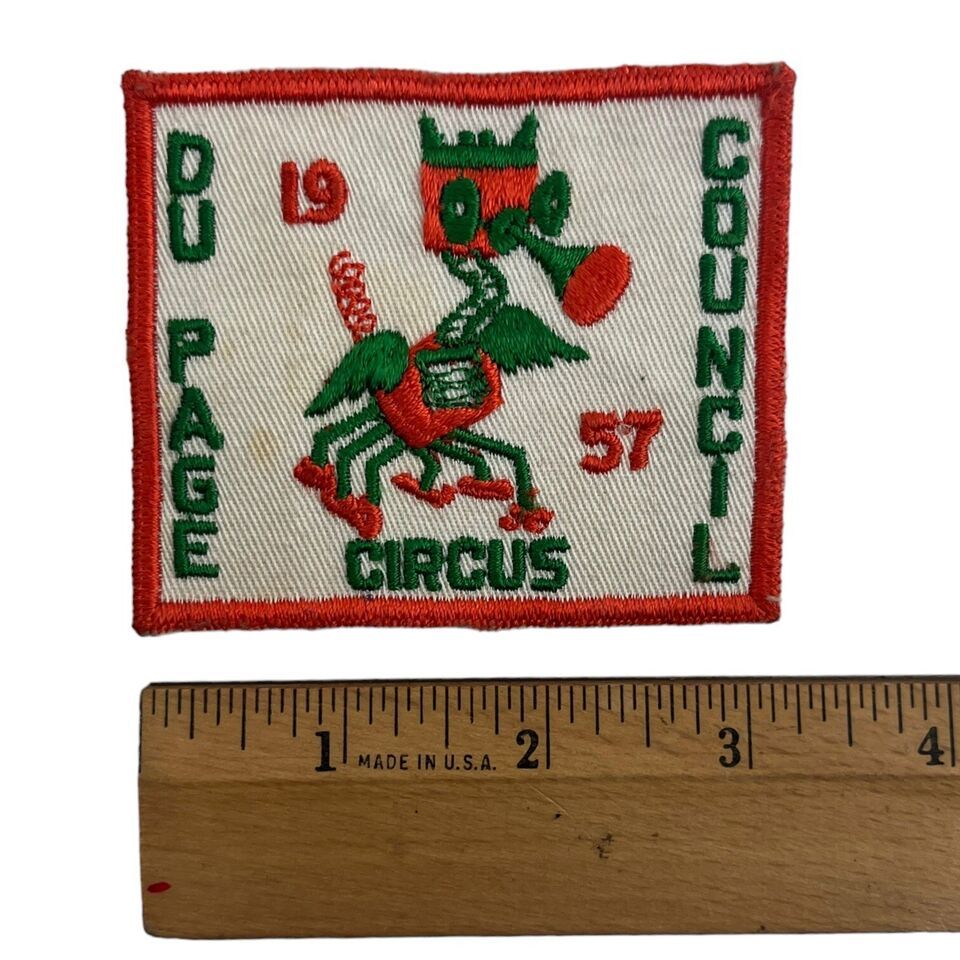 DU PAGE
COUNCIL
19
57
CIRCUS
1 MADE IN U.S.A. 2 3 4